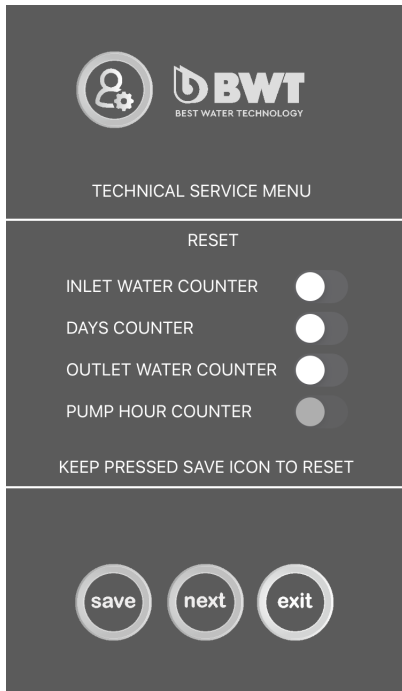 BWT
BEST WATER TECHNOLOGY
TECHNICAL SERVICE MENU
RESET
INLET WATER COUNTER
DAYS COUNTER
OUTLET WATER COUNTER
PUMP HOUR COUNTER
KEEP PRESSED SAVE ICON TO RESET
save next exit